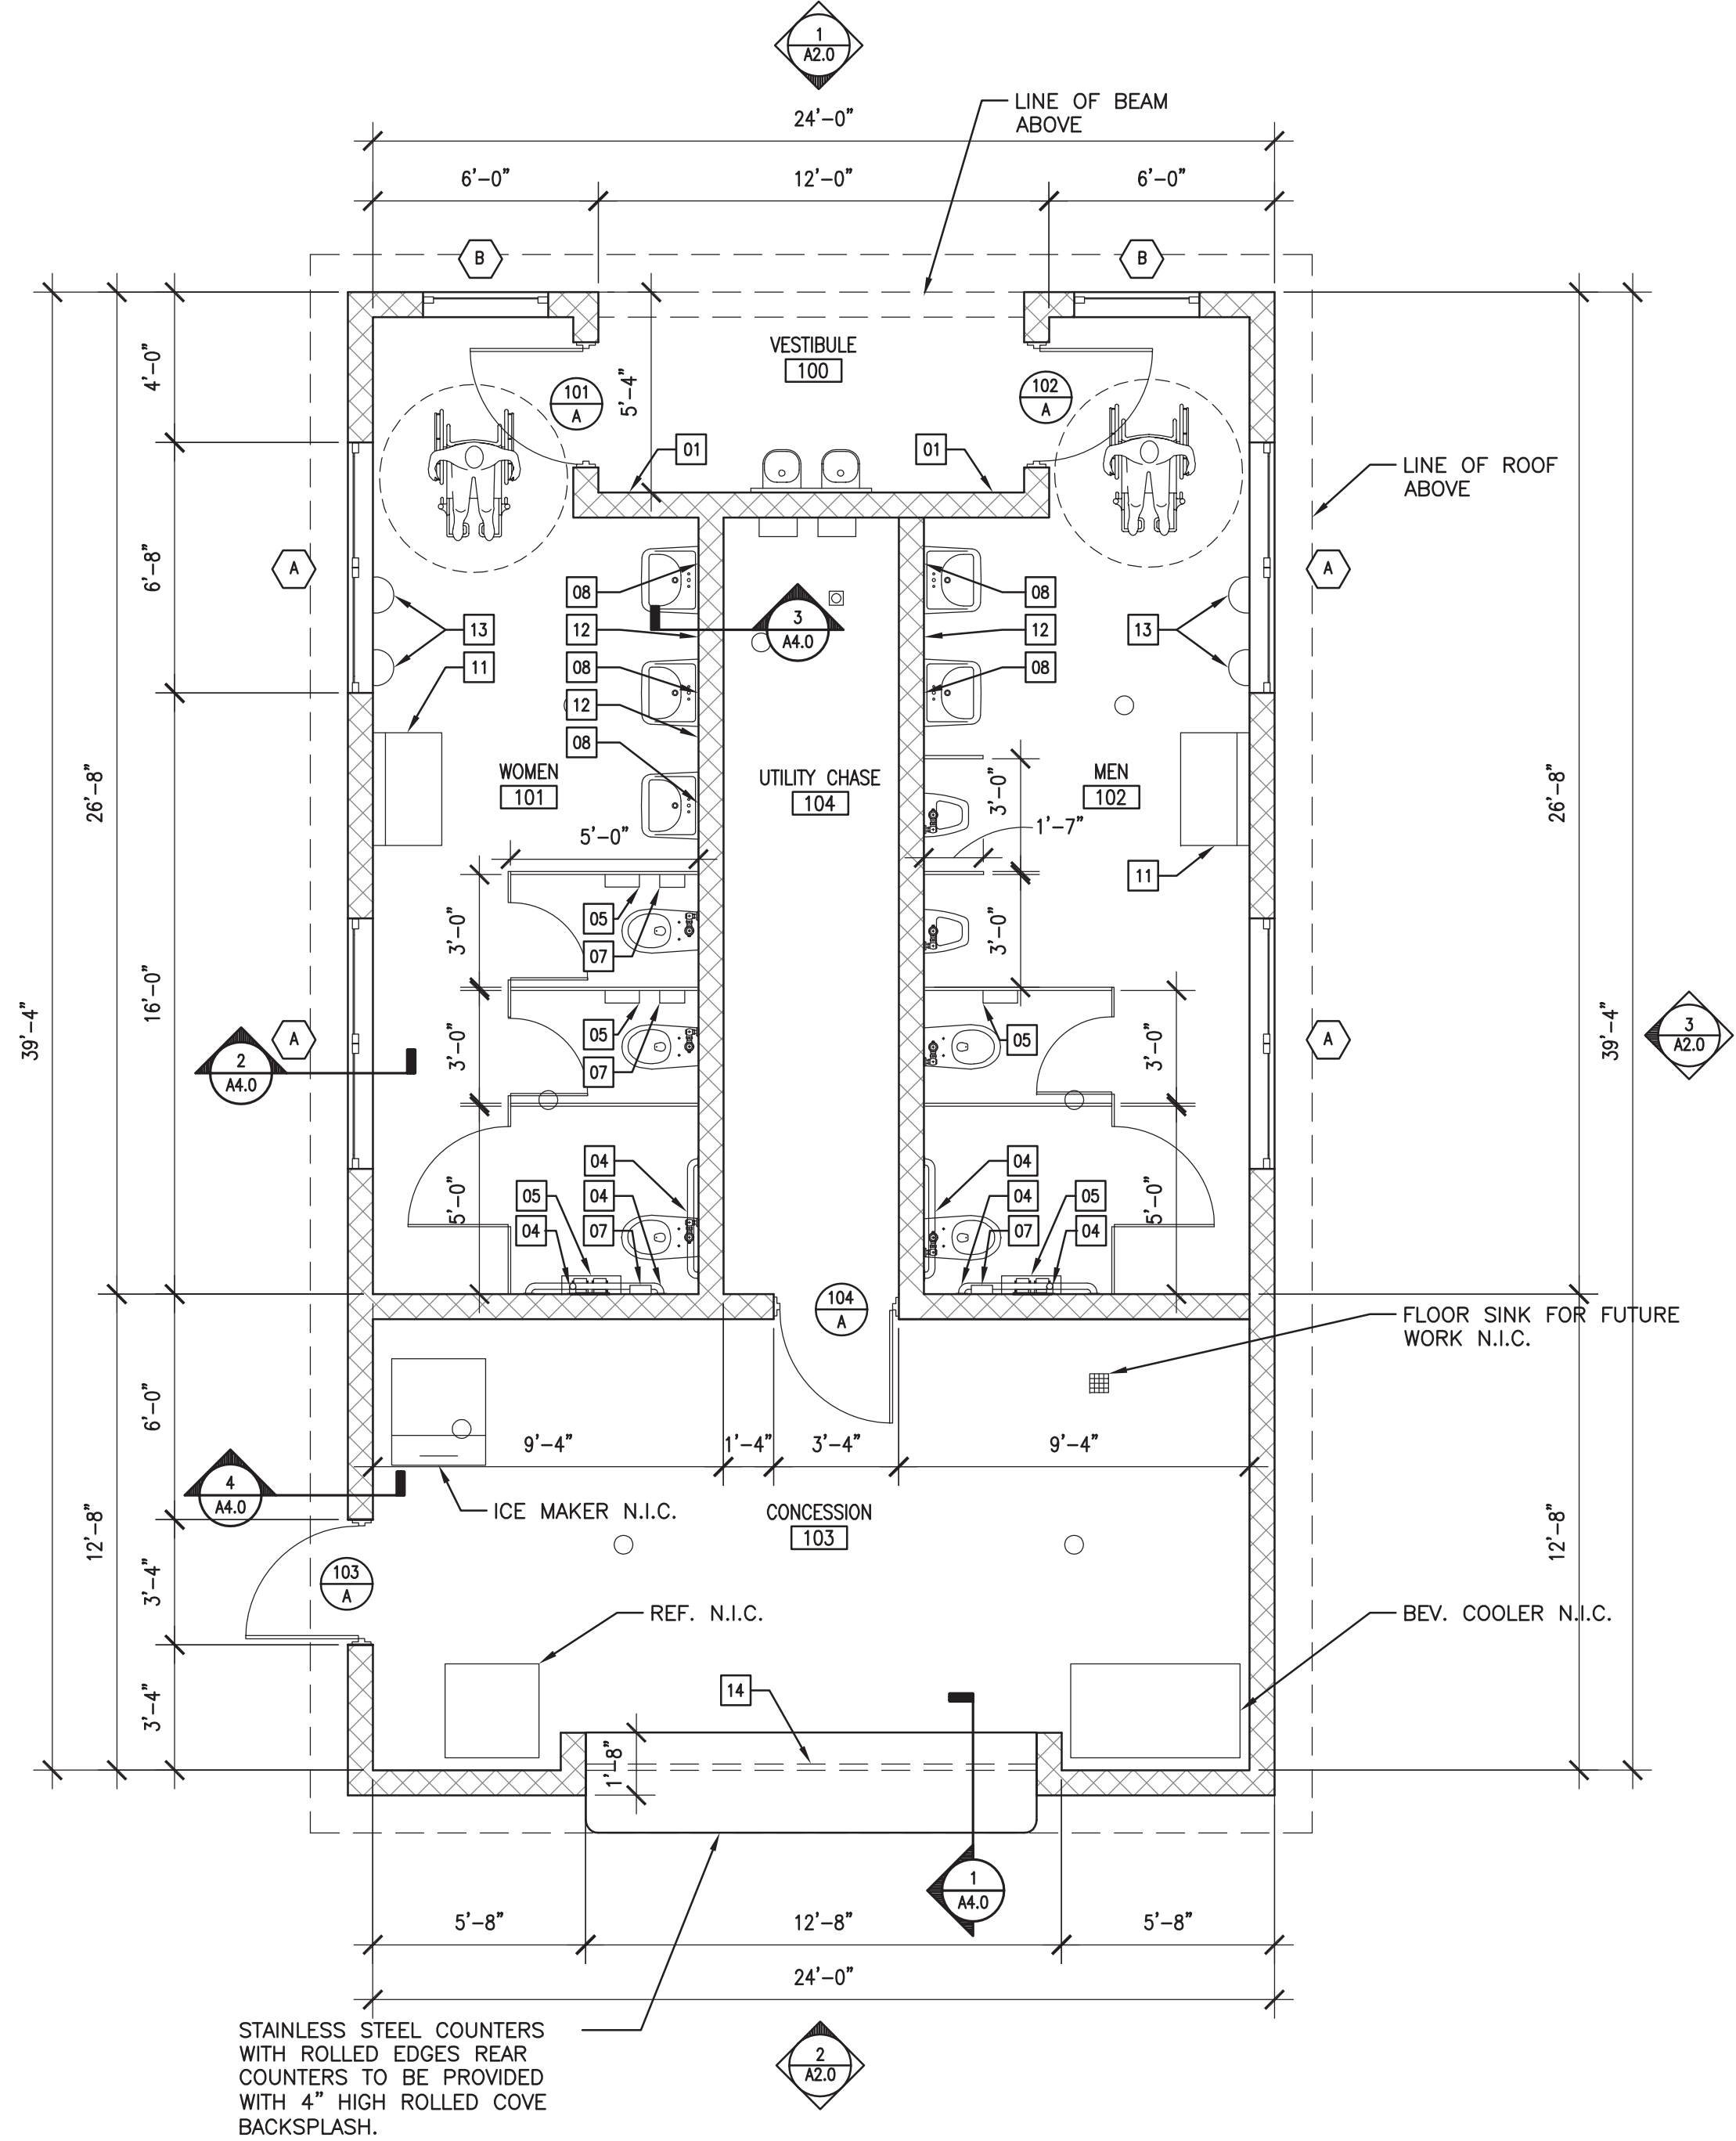 1
A2.0
LINE OF BEAM
ABOVE
24'-0"
6'-0"
12'-0"
6'-0"
B
B
VESTIBULE
100
4'-0"
5'-4"
101
A
102
A
01
01
LINE OF ROOF
ABOVE
6'-8"
A
A
08
08
3
A4.0
13
12
12
13
11
08
08
12
08
26'-8"
WOMEN
101
UTILITY CHASE
104
3'-0"
MEN
102
26'-8"
5'-0"
1'-7"
11
05
07
3'-0"
3'-0"
39'-4"
16'-0"
A
2
A4.0
3'-0"
05
07
05
3'-0"
A
39'-4"
3
A2.0
04
04
5'-0"
05
04
04
05
5'-0"
04
07
07
04
104
A
FLOOR SINK FOR FUTURE
WORK N.I.C.
6'-0"
9'-4"
1'-4"
3'-4"
9'-4"
4
A4.0
ICE MAKER N.I.C.
CONCESSION
103
12'-8"
12'-8"
3'-4"
103
A
REF. N.I.C.
BEV. COOLER N.I.C.
3'-4"
14
1'-8"
1
A4.0
5'-8"
12'-8"
5'-8"
24'-0"
STAINLESS STEEL COUNTERS
WITH ROLLED EDGES REAR
COUNTERS TO BE PROVIDED
WITH 4" HIGH ROLLED COVE
BACKSPLASH.
2
A2.0